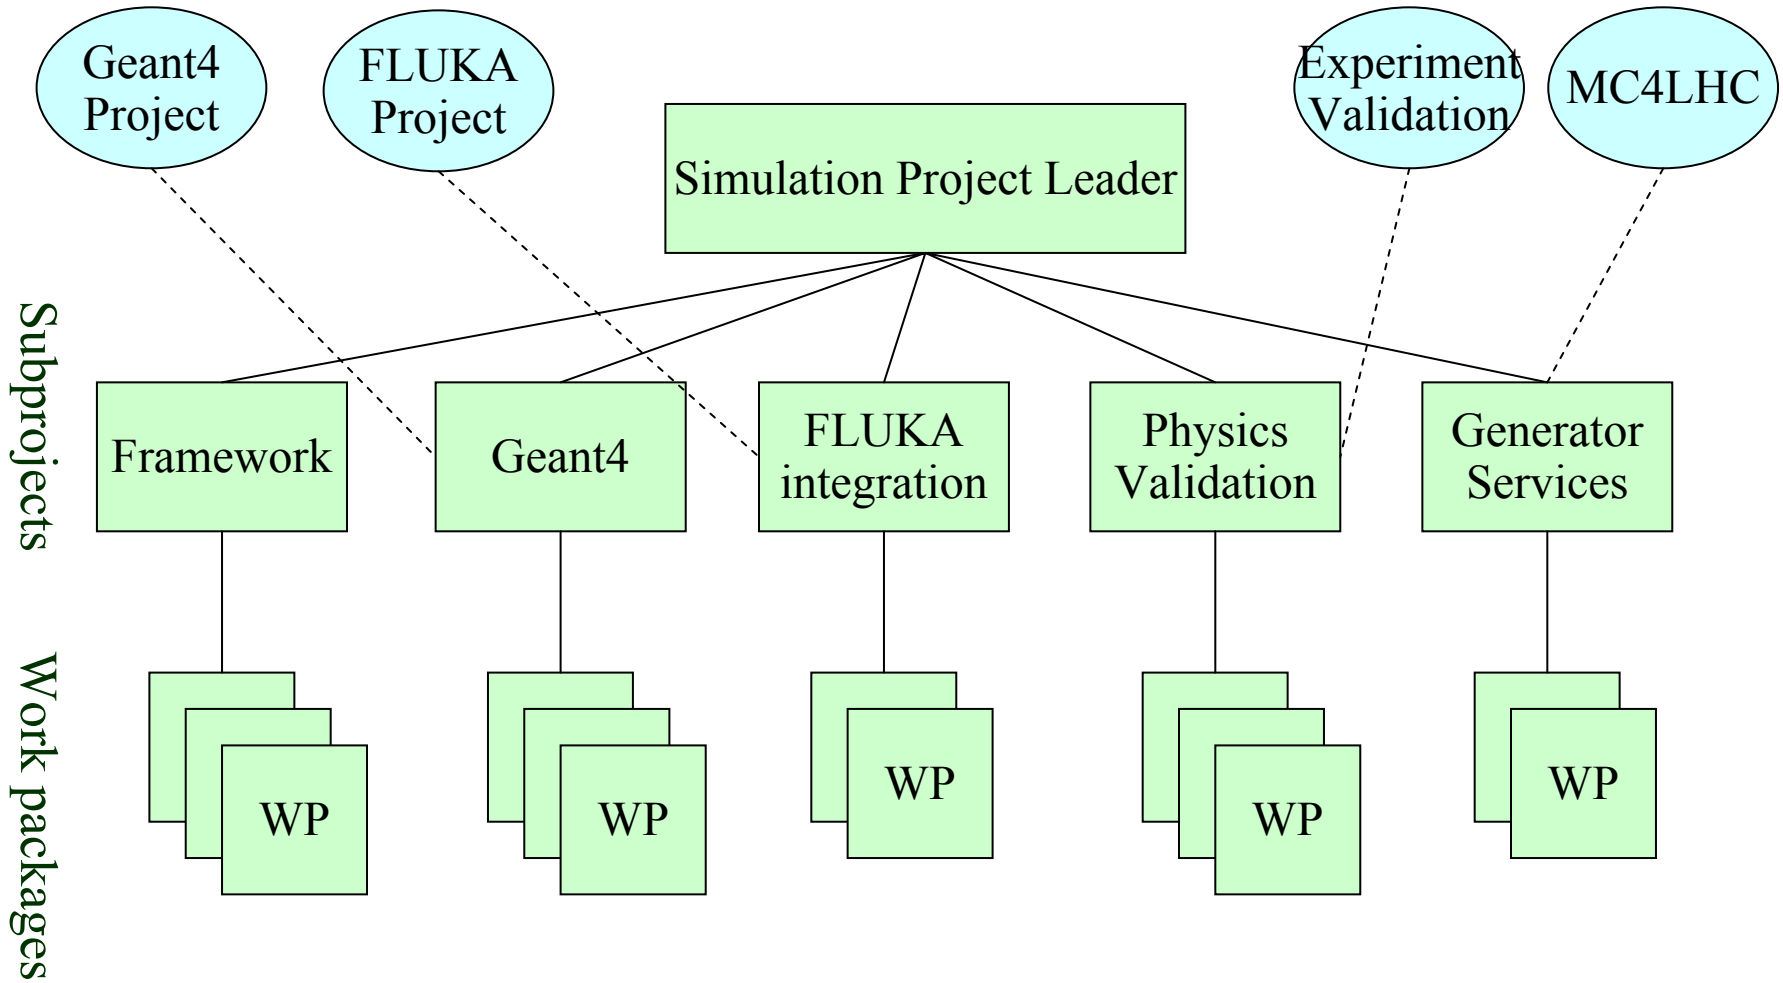 Geant4
Project
FLUKA
Project
Experiment
Validation
MC4LHC
Simulation Project Leader
Subprojects
Framework
Geant4
FLUKA
integration
Physics
Validation
Generator
Services
Work packages
WP
WP
WP
WP
WP